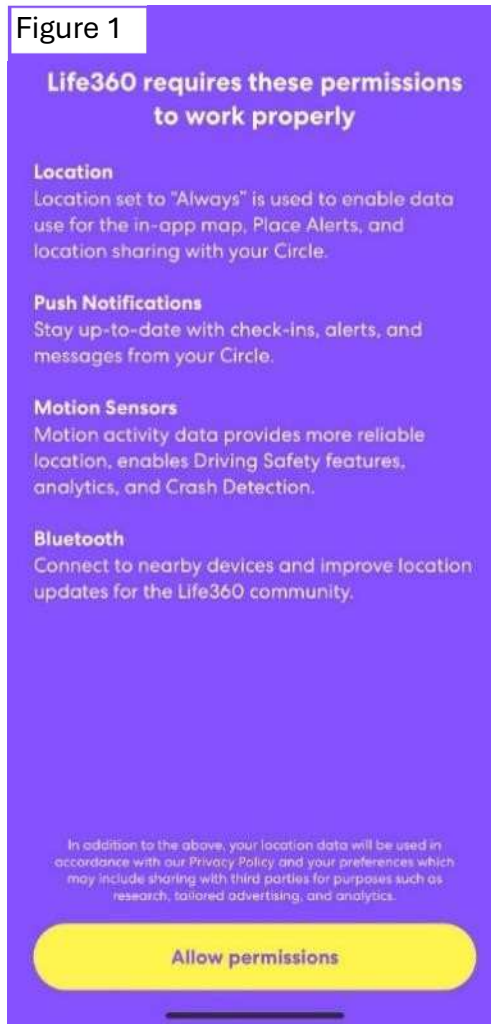 Figure 1
Life360 requires these permissions
to work properly
Location
Location set to "Always" is used to enable data
use for the in-app map, Place Alerts, and
location sharing with your Circle.
Push Notifications
Stay up-to-date with check-ins, alerts, and
messages from your Circle.
Motion Sensors
Motion activity data provides more reliable
location, enables Driving Safety features,
analytics, and Crash Detection.
Bluetooth
Connect to nearby devices and improve location
updates for the Life360 community.
In addition to the above, your location data will be used in
accordance with our Privacy Policy and your preferences which
may include sharing with third parties for purposes such as
research, tailored advertising, and analytics.
Allow permissions